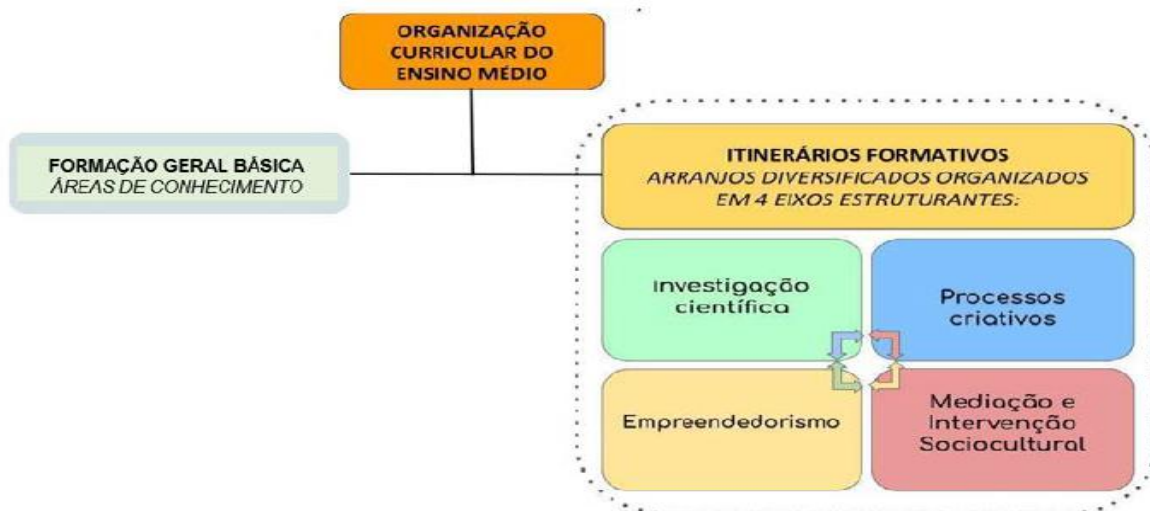 ORGANIZAÇÃO
CURRICULAR DO
ENSINO MÉDIO
FORMAÇÃO GERAL BÁSICA
ÁREAS DE CONHECIMENTO
ITINERÁRIOS FORMATIVOS
ARRANJOS DIVERSIFICADOS ORGANIZADOS
EM 4 EIXOS ESTRUTURANTES:
Investigação
científica
Processos
criativos
Empreendedorismo
Mediação e
Intervenção
Sociocultural